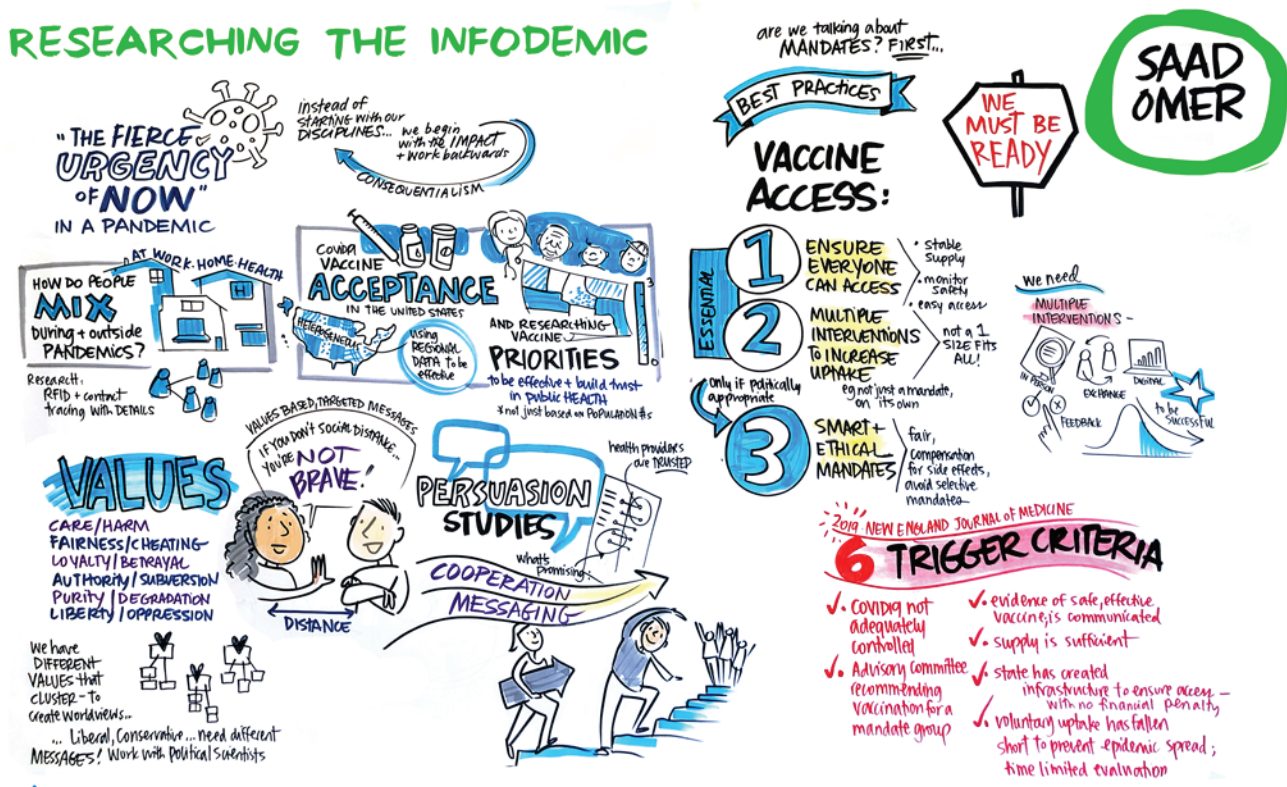 RESEARCHING THE INFODEMIC
"THE FIERCE
URGENCY
OF NOW"
IN A PANDEMIC
instead of
STARTING with our
DISCIPLINES... we begin
with the IMPACT
+ work backwards
CONSEQUENTIALISM
AT WORK·HOME·HEALTH
HOW DO PEOPLE
MIX
During + outside
PANDEMICS?
H
Research:
RFID + contact
tracing with DETAILS
COVID19
VACCINE
ACCEPTANCE
IN THE UNITED STATES
HETEROGENEOUS
using
REGIONAL
DATA to be
effective
AND RESEARCHING
VACCINE
PRIORITIES
to be effective + build trust
in public HEALTH
*not just based on POPULATION #s
VALUES
CARE/HARM
FAIRNESS/CHEATING
LOYALTY/BETRAYAL
AUTHORITY/SUBVERSION
PURITY/DEGRADATION
LIBERTY/OPPRESSION
We have
DIFFERENT
VALUES that
CLUSTER - to
create worldviews...
... Liberal, Conservative... need different
MESSAGES! Work with Political Scientists
VALUES BASED, TARGETED MESSAGES
IF YOU DON'T SOCIAL DISTANCE...
YOU'RE NOT
BRAVE!
DISTANCE
PERSUASION
STUDIES
health providers
are TRUSTED
what's
promising:
COOPERATION
MESSAGING
are we talking about
MANDATES? FIRST...
BEST PRACTICES
VACCINE
ACCESS:
WE
MUST BE
READY
SAAD
OMER
ESSENTIAL
1
ENSURE
EVERYONE
CAN ACCESS
• stable
supply
• monitor
safety
• easy access
2
MULTIPLE
INTERVENTIONS
TO INCREASE
UPTAKE
not a 1
SIZE FITS
ALL!
eg not just a mandate,
on its own
only if politically
appropriate
3
SMART +
ETHICAL
MANDATES
fair,
compensation
for side effects,
avoid selective
mandates
we need
MULTIPLE
INTERVENTIONS -
IN PERSON
EXCHANGE
DIGITAL
FEEDBACK
to be
SUCCESSFUL
2019 NEW ENGLAND JOURNAL of MEDICINE
6 TRIGGER CRITERIA
✓. COVID19 not
adequately
controlled
✓. Advisory committee
recommending
vaccination for a
mandate group
✓. evidence of safe, effective
vaccine, is communicated
✓. supply is sufficient
✓. state has created
infrastructure to ensure access -
with no financial penalty
✓. voluntary uptake has fallen
short to prevent epidemic spread;
time limited evaluation